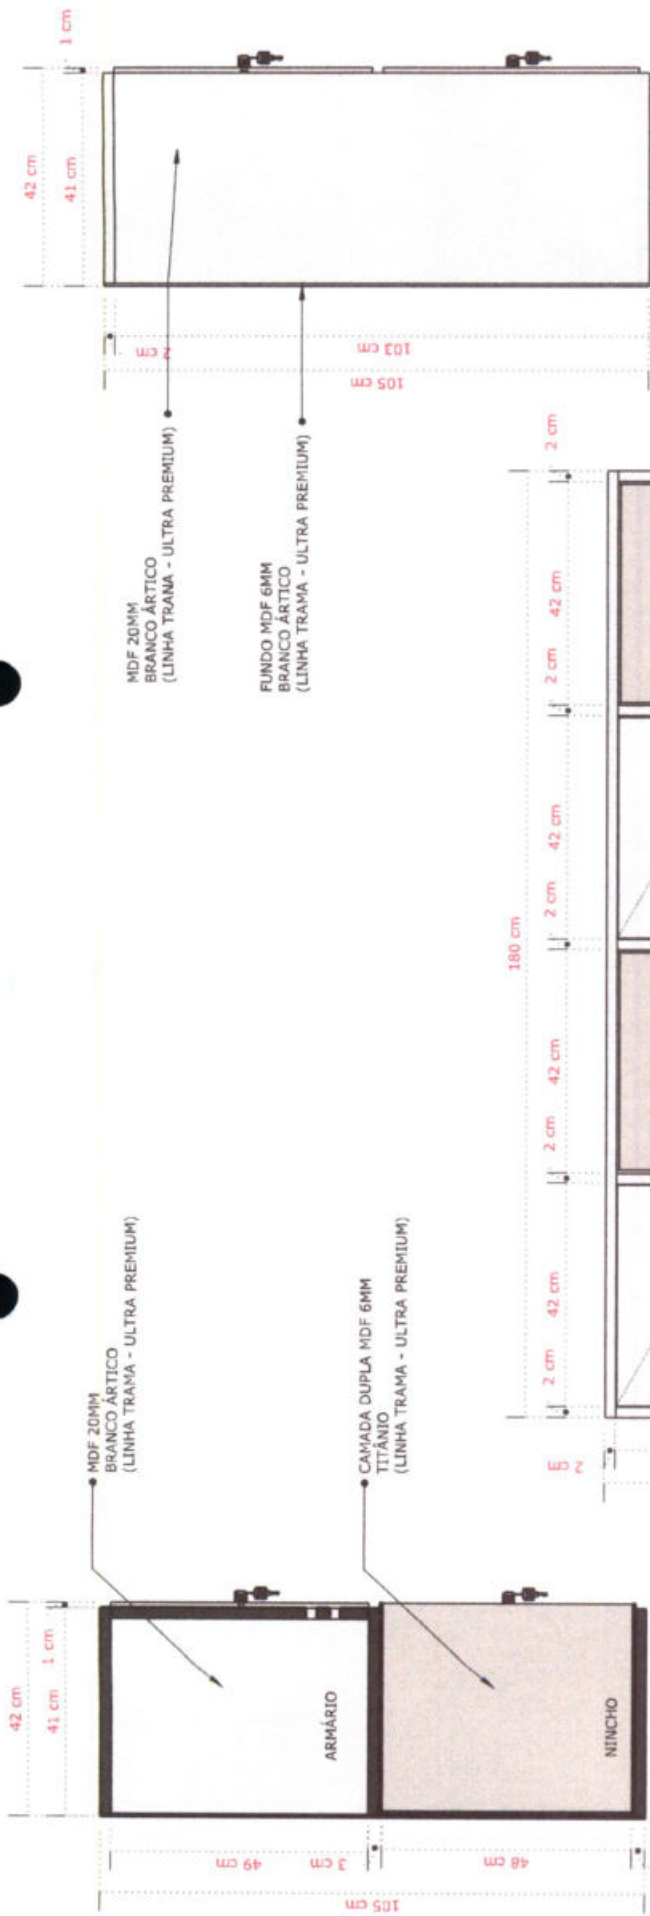 42 cm
41 cm
1 cm
105 cm
49 cm
3 cm
48 cm
ARMÁRIO
NINCHO
MDF 20MM
BRANCO ÁRTICO
(LINHA TRAMA - ULTRA PREMIUM)
CAMADA DUPLA MDF 6MM
TITÂNIO
(LINHA TRAMA - ULTRA PREMIUM)
42 cm
41 cm
1 cm
2 cm
103 cm
105 cm
MDF 20MM
BRANCO ÁRTICO
(LINHA TRANA - ULTRA PREMIUM)
FUNDO MDF 6MM
BRANCO ÁRTICO
(LINHA TRAMA - ULTRA PREMIUM)
180 cm
2 cm
42 cm
2 cm
42 cm
2 cm
42 cm
2 cm
42 cm
2 cm
2 cm